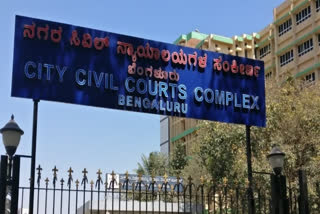 ನಗರ ಸಿವಿಲ್ ನ್ಯಾಯಾಲಯಗಳ ಸಂಕೀರ್ಣ
ಬೆಂಗಳೂರು
CITY CIVIL COURTS COMPLEX
BENGALURU